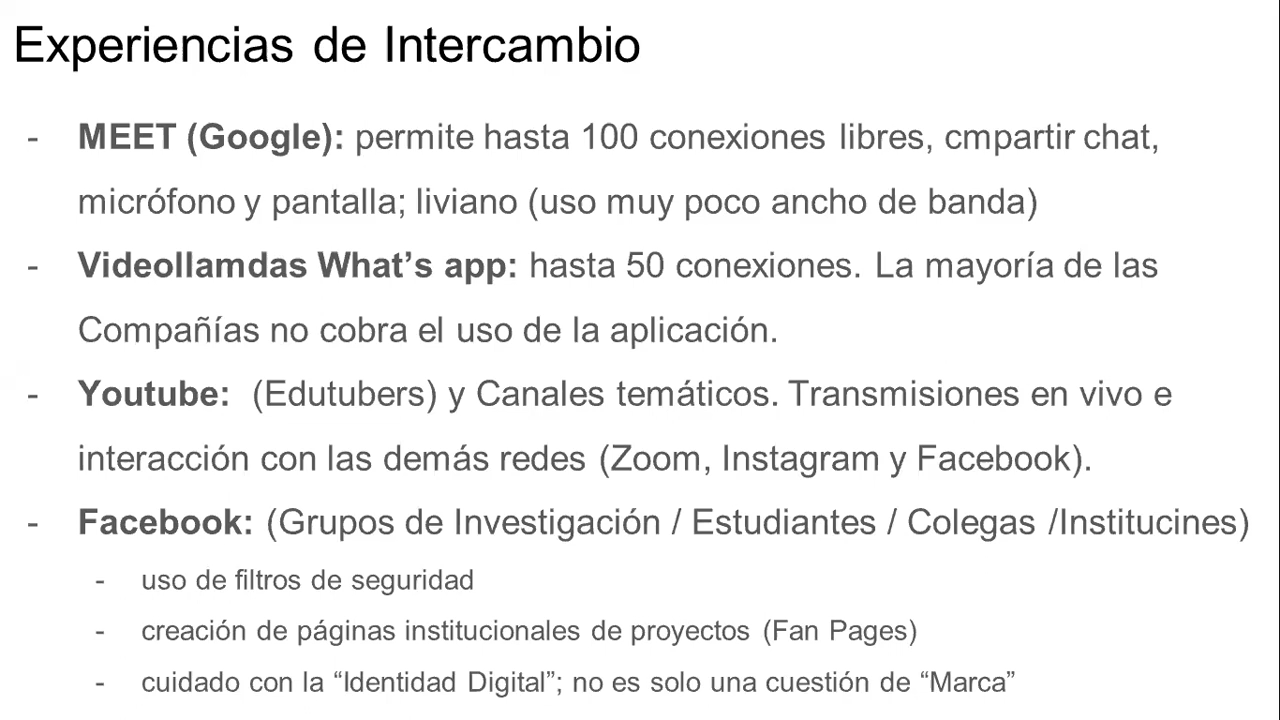 Experiencias de Intercambio
- MEET (Google): permite hasta 100 conexiones libres, cmpartir chat,
micrófono y pantalla; liviano (uso muy poco ancho de banda)
- Videollamdas What’s app: hasta 50 conexiones. La mayoría de las
Compañías no cobra el uso de la aplicación.
- Youtube: (Edutubers) y Canales temáticos. Transmisiones en vivo e
interacción con las demás redes (Zoom, Instagram y Facebook).
- Facebook: (Grupos de Investigación / Estudiantes / Colegas /Institucines)
- uso de filtros de seguridad
- creación de páginas institucionales de proyectos (Fan Pages)
- cuidado con la “Identidad Digital”; no es solo una cuestión de “Marca”